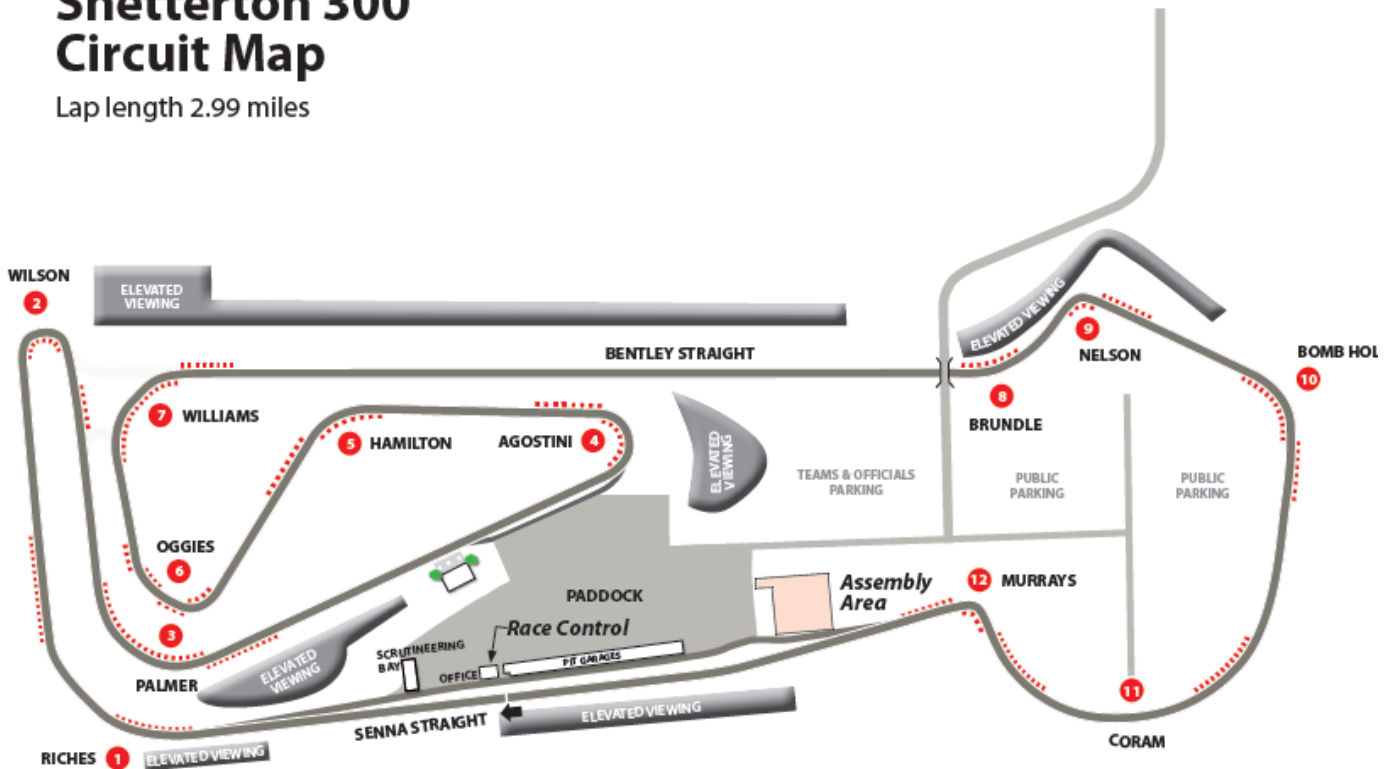 Snetterton 300
Circuit Map
Lap length 2.99 miles
WILSON
2
ELEVATED
VIEWING
BENTLEY STRAIGHT
ELEVATED VIEWING
9
NELSON
BOMB HOL
10
7 WILLIAMS
5 HAMILTON
AGOSTINI 4
8
BRUNDLE
ELEVATED
VIEWING
TEAMS & OFFICIALS
PARKING
PUBLIC
PARKING
PUBLIC
PARKING
OGGIES
6
3
PALMER
PADDOCK
Assembly
Area
12 MURRAYS
Race Control
SCRUTINEERING
BAY
OFFICE
PIT GARAGES
ELEVATED
VIEWING
11
CORAM
SENNA STRAIGHT
ELEVATED VIEWING
RICHES 1
ELEVATED VIEWING